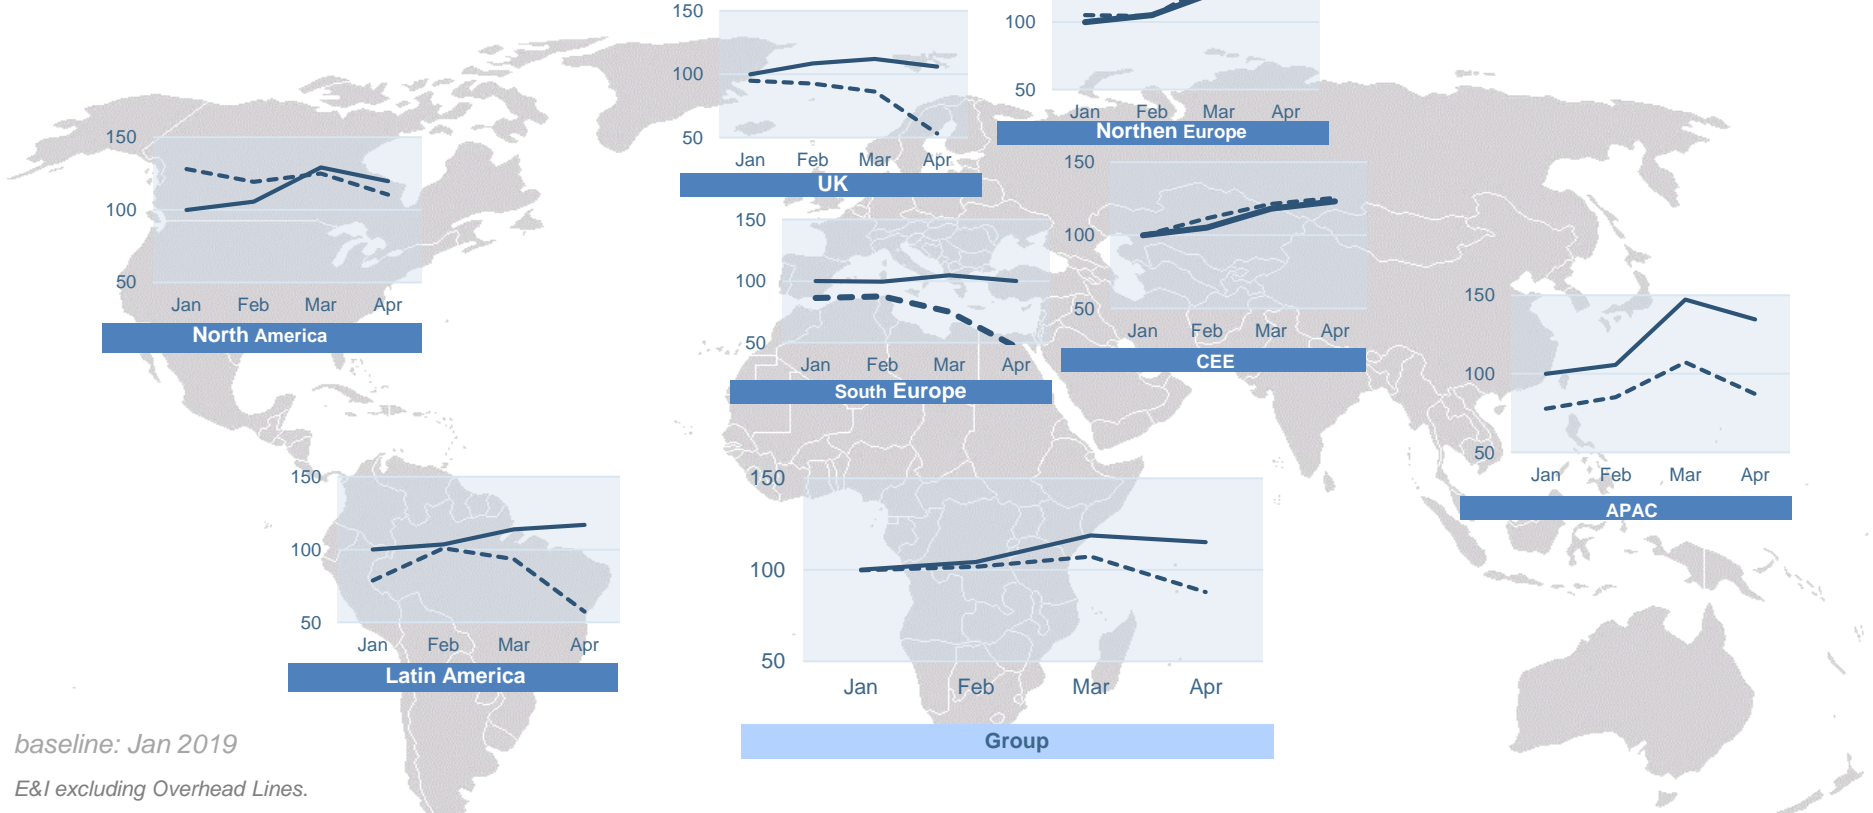 150
100
50
Jan Feb Mar Apr
UK
100
50
Jan Feb Mar Apr
Northen Europe
150
100
50
Jan Feb Mar Apr
North America
150
100
50
Jan Feb Mar Apr
South Europe
150
100
50
Jan Feb Mar Apr
CEE
150
100
50
Jan Feb Mar Apr
APAC
150
100
50
Jan Feb Mar Apr
Latin America
150
100
50
Jan Feb Mar Apr
Group
baseline: Jan 2019
E&I excluding Overhead Lines.